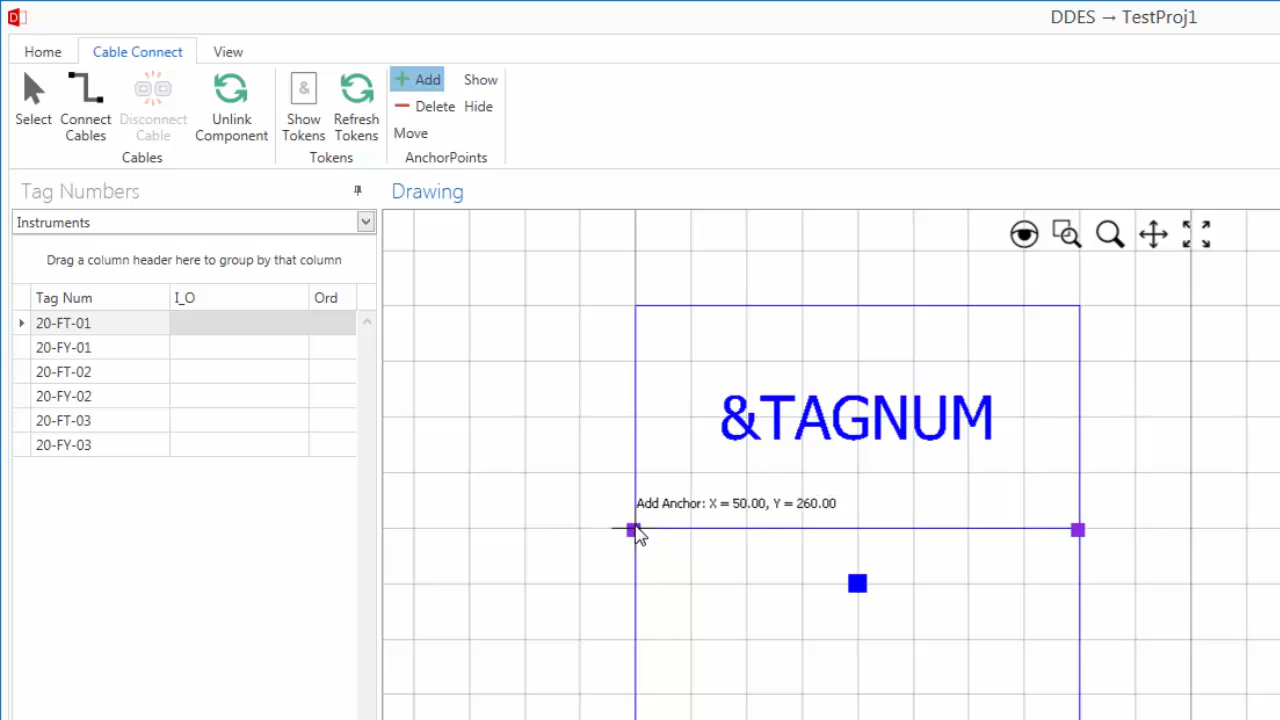 D
DDES → TestProj1
Home Cable Connect View
Select
Connect Cables
Disconnect Cable
Unlink Component
Cables
&
Show Tokens
Refresh Tokens
Tokens
Add Show
Delete Hide
Move
AnchorPoints
Tag Numbers
Instruments
Drag a column header here to group by that column
Tag Num I_O Ord
20-FT-01
20-FY-01
20-FT-02
20-FY-02
20-FT-03
20-FY-03
Drawing
&TAGNUM
Add Anchor: X = 50.00, Y = 260.00